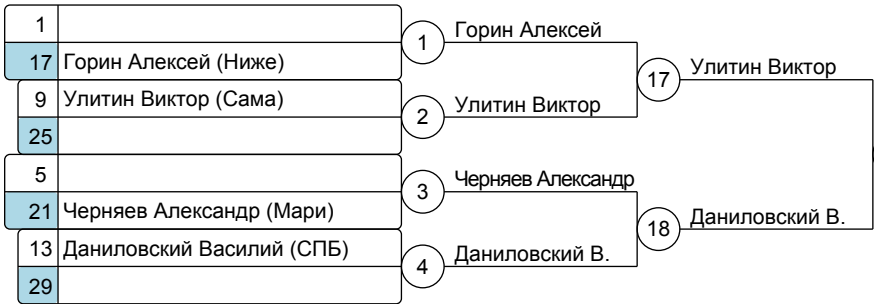 1
17 Горин Алексей (Ниже)
1 Горин Алексей
9 Улитин Виктор (Сама)
25
2 Улитин Виктор
17 Улитин Виктор
5
21 Черняев Александр (Мари)
3 Черняев Александр
13 Даниловский Василий (СПБ)
29
4 Даниловский В.
18 Даниловский В.